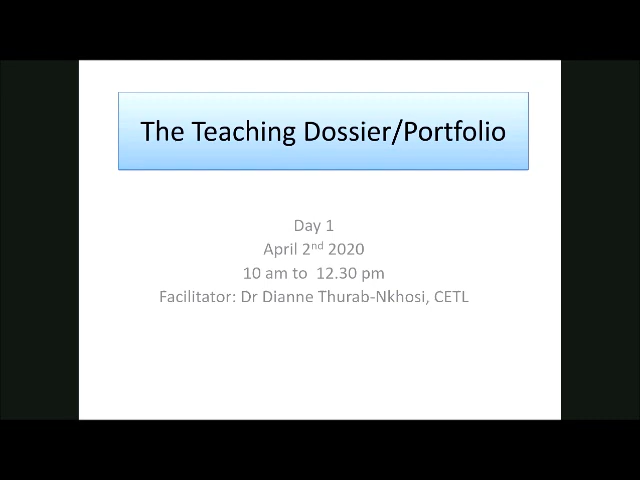 The Teaching Dossier/Portfolio
Day 1
April 2nd 2020
10 am to 12.30 pm
Facilitator: Dr Dianne Thurab-Nkhosi, CETL